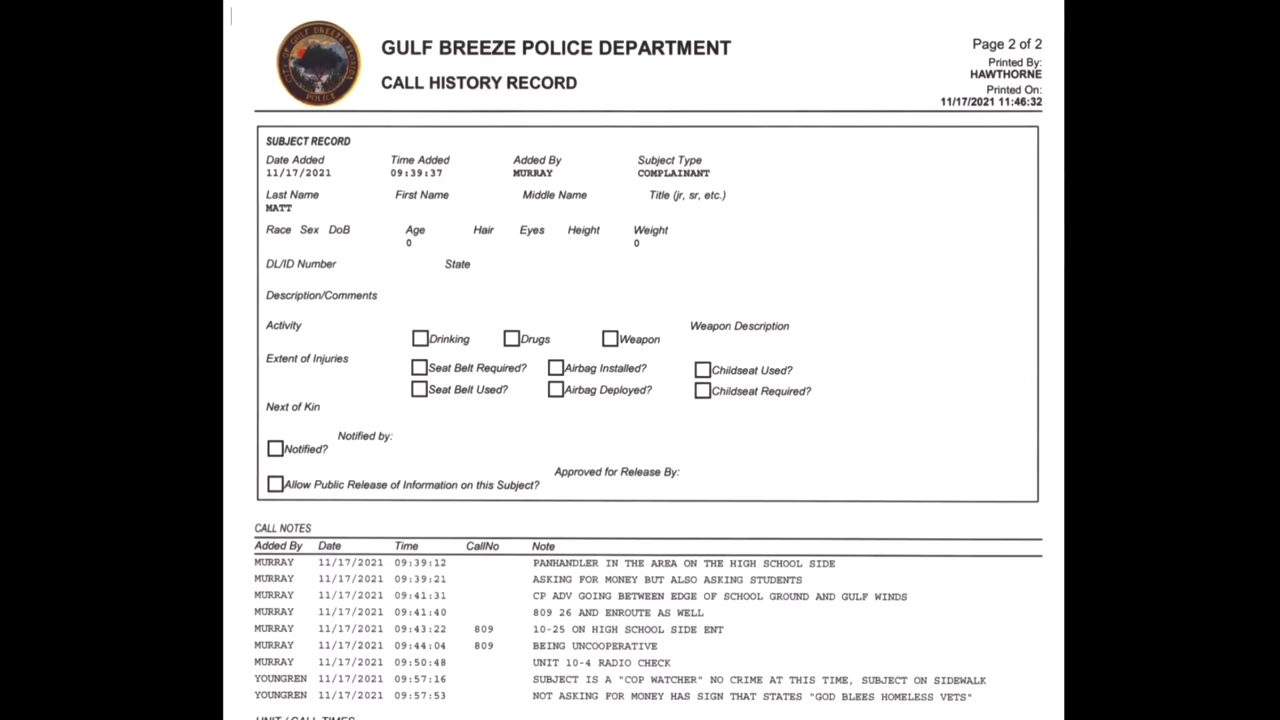 GULF BREEZE POLICE DEPARTMENT
CALL HISTORY RECORD
Page 2 of 2
Printed By:
HAWTHORNE
Printed On:
11/17/2021 11:46:32
CITY OF GULF BREEZE FLORIDA
POLICE
SUBJECT RECORD
Date Added Time Added Added By Subject Type
11/17/2021 09:39:37 MURRAY COMPLAINANT
Last Name First Name Middle Name Title (jr, sr, etc.)
MATT
Race Sex DoB Age Hair Eyes Height Weight
0 0
DL/ID Number State
Description/Comments
Activity Weapon Description
Drinking Drugs Weapon
Extent of Injuries
Seat Belt Required? Airbag Installed? Childseat Used?
Seat Belt Used? Airbag Deployed? Childseat Required?
Next of Kin
Notified by:
Notified?
Approved for Release By:
Allow Public Release of Information on this Subject?
CALL NOTES
Added By Date Time CallNo Note
MURRAY 11/17/2021 09:39:12 PANHANDLER IN THE AREA ON THE HIGH SCHOOL SIDE
MURRAY 11/17/2021 09:39:21 ASKING FOR MONEY BUT ALSO ASKING STUDENTS
MURRAY 11/17/2021 09:41:31 CP ADV GOING BETWEEN EDGE OF SCHOOL GROUND AND GULF WINDS
MURRAY 11/17/2021 09:41:40 809 26 AND ENROUTE AS WELL
MURRAY 11/17/2021 09:43:22 809 10-25 ON HIGH SCHOOL SIDE ENT
MURRAY 11/17/2021 09:44:04 809 BEING UNCOOPERATIVE
MURRAY 11/17/2021 09:50:48 UNIT 10-4 RADIO CHECK
YOUNGREN 11/17/2021 09:57:16 SUBJECT IS A "COP WATCHER" NO CRIME AT THIS TIME, SUBJECT ON SIDEWALK
YOUNGREN 11/17/2021 09:57:53 NOT ASKING FOR MONEY HAS SIGN THAT STATES "GOD BLEES HOMELESS VETS"
UNIT / CALL TIMES